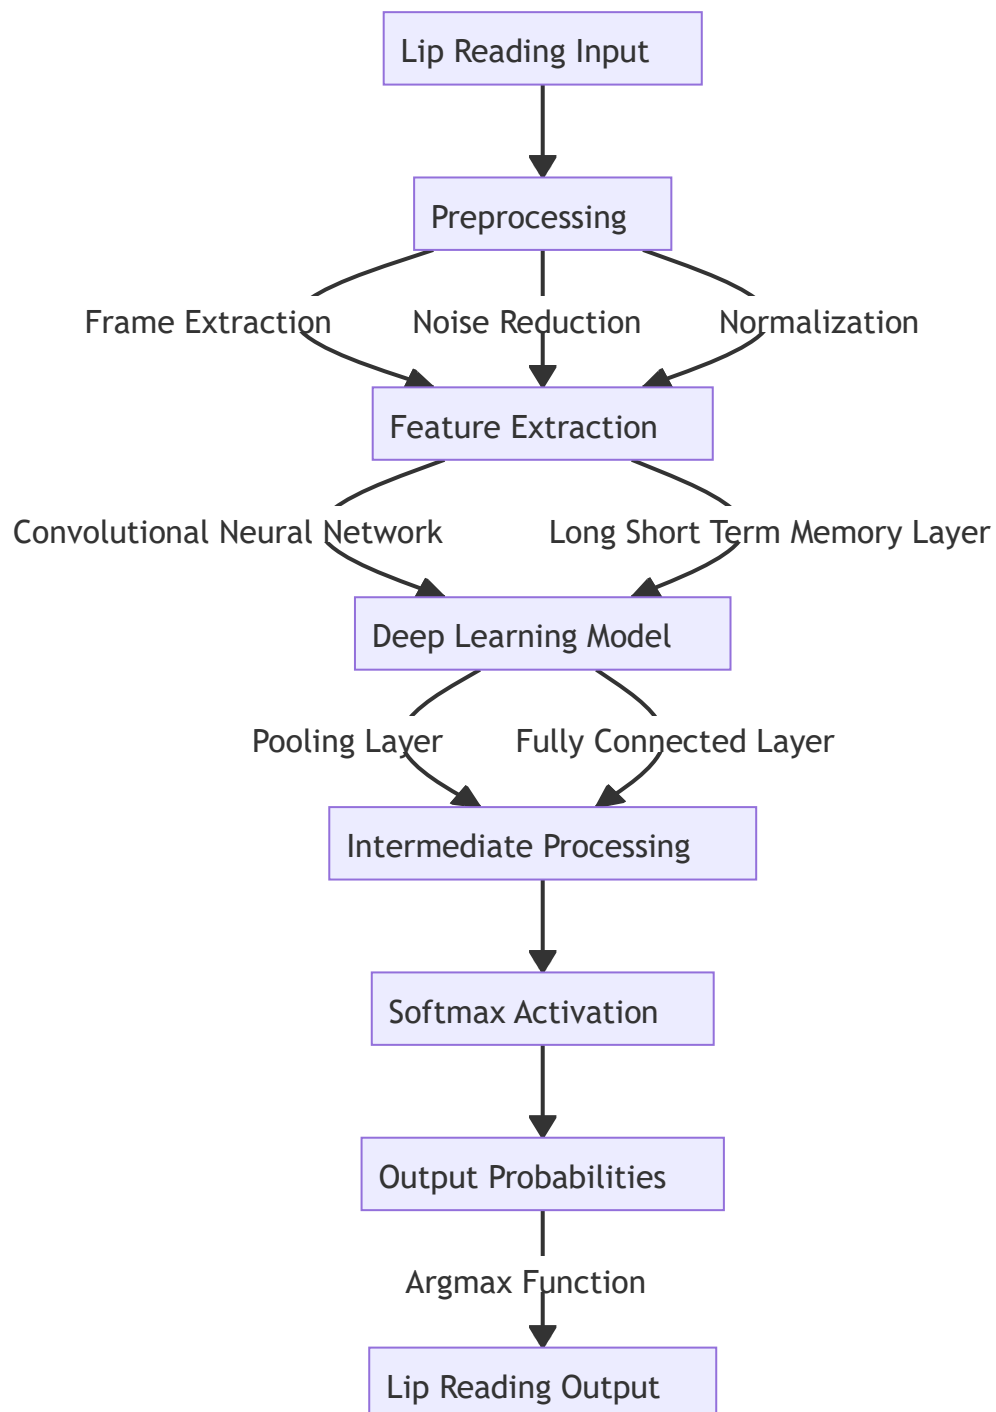 Lip Reading Input
Preprocessing
Frame Extraction
Noise Reduction
Normalization
Feature Extraction
Convolutional Neural Network
Long Short Term Memory Layer
Deep Learning Model
Pooling Layer
Fully Connected Layer
Intermediate Processing
Softmax Activation
Output Probabilities
Argmax Function
Lip Reading Output